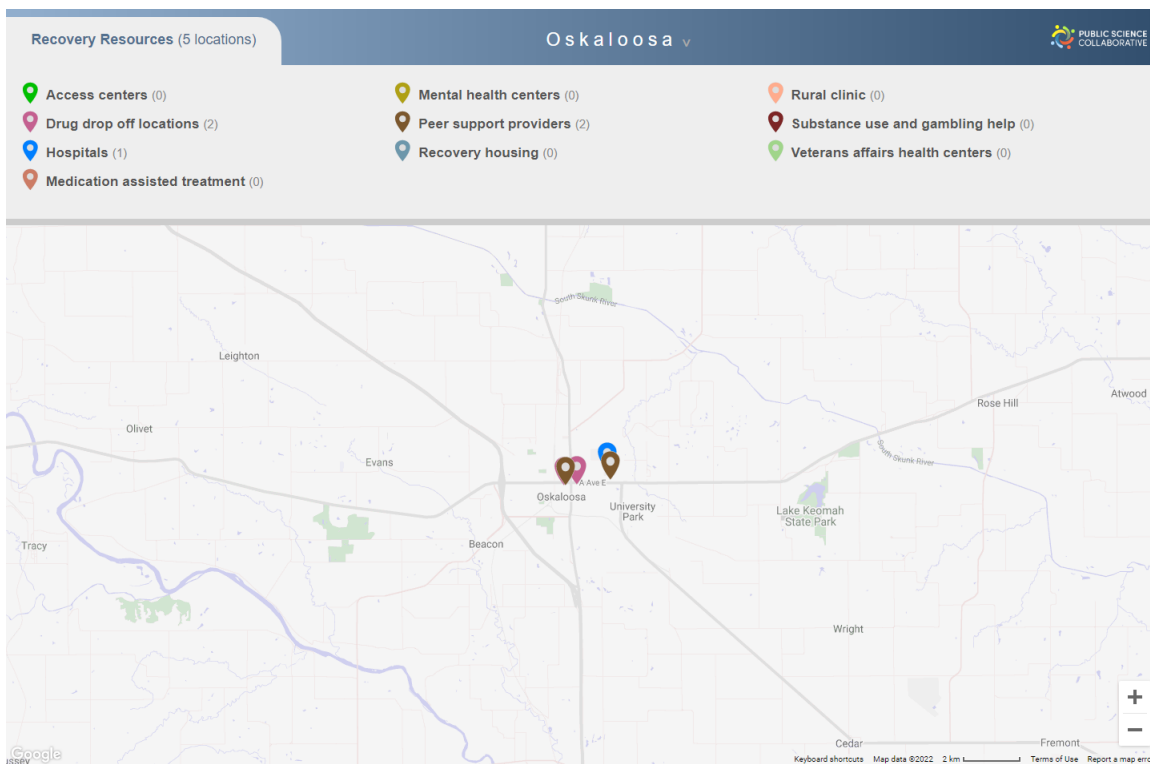 Recovery Resources (5 locations)
Oskaloosa v
PUBLIC SCIENCE
COLLABORATIVE
Access centers (0)
Mental health centers (0)
Rural clinic (0)
Drug drop off locations (2)
Peer support providers (2)
Substance use and gambling help (0)
Hospitals (1)
Recovery housing (0)
Veterans affairs health centers (0)
Medication assisted treatment (0)
South Skunk River
Leighton
Atwood
Rose Hill
Olivet
South Skunk River
Evans
A Ave E
Oskaloosa
University
Park
Lake Keomah
State Park
Tracy
Beacon
Wright
+
−
Cedar
Fremont
Google
ussey
Keyboard shortcuts
Map data ©2022
2 km
Terms of Use
Report a map erro